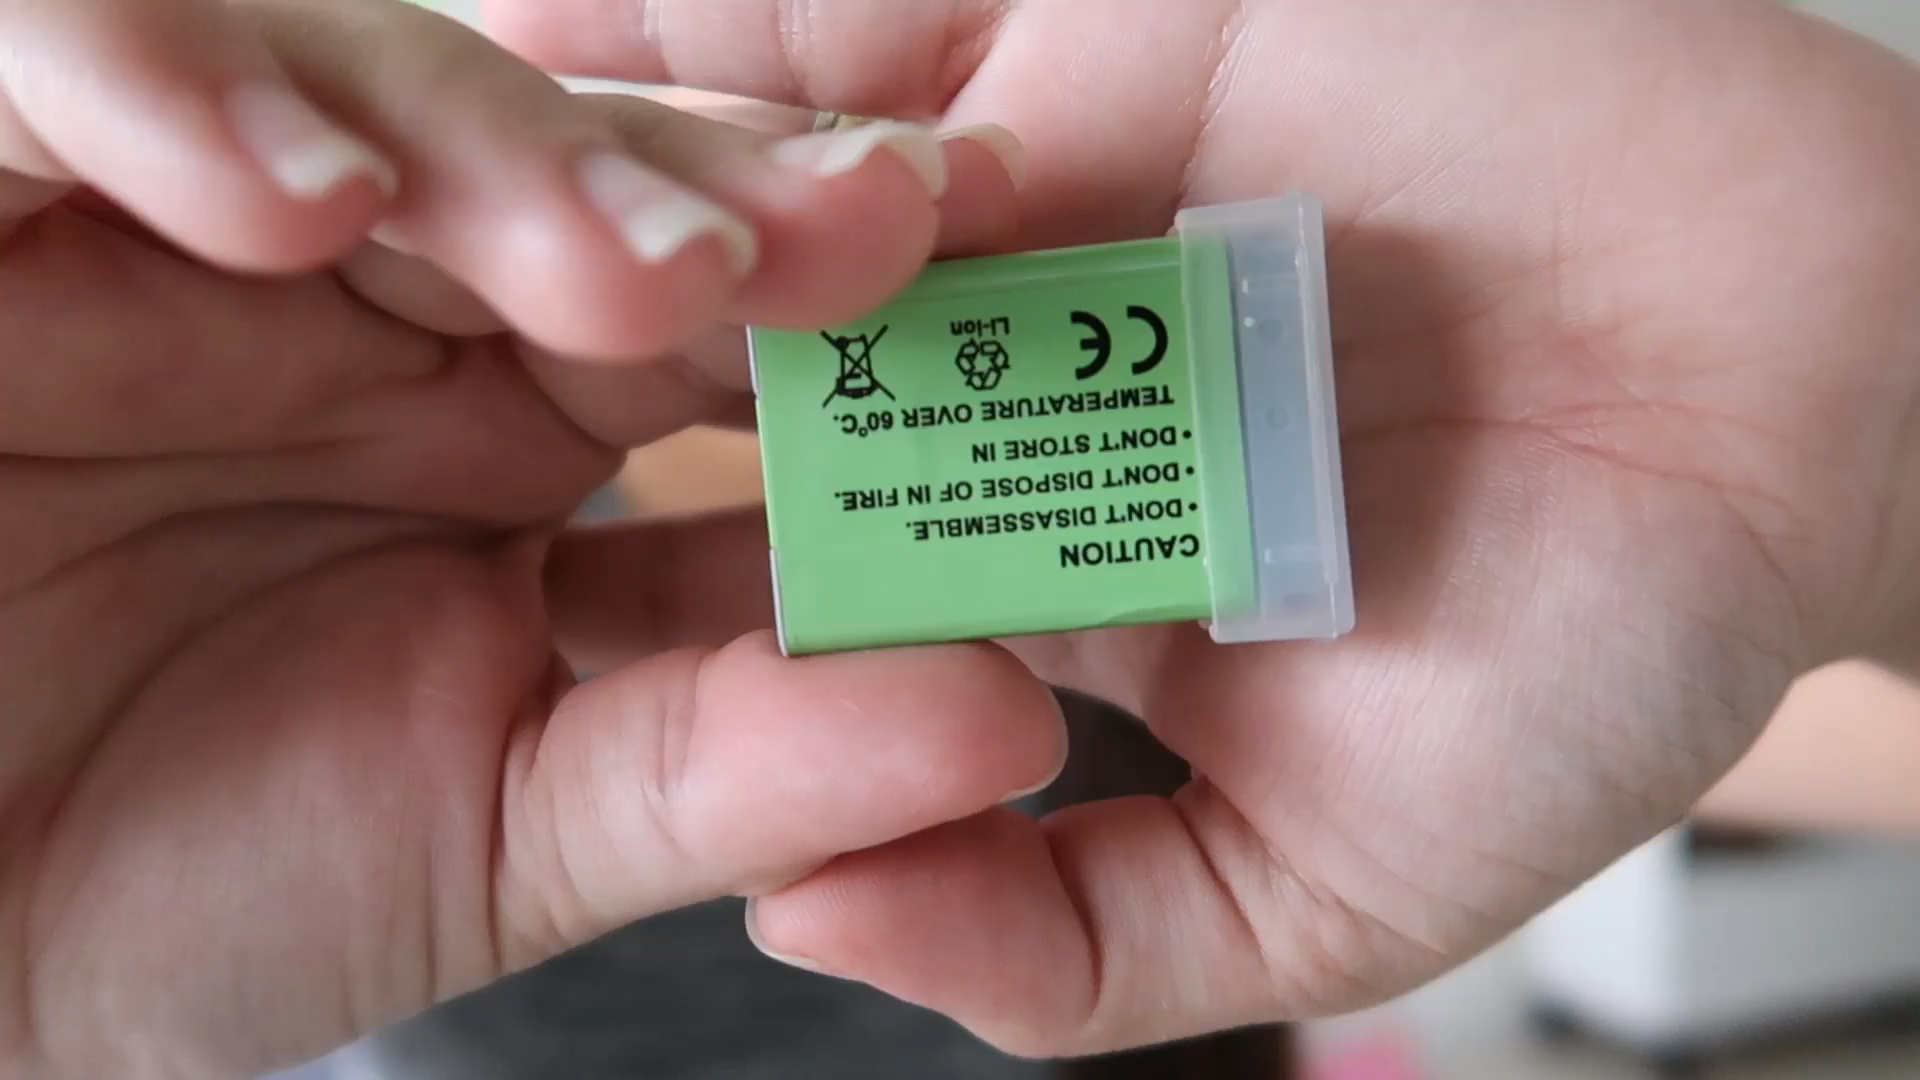 CAUTION
• DON'T DISASSEMBLE.
• DON'T DISPOSE OF IN FIRE.
• DON'T STORE IN
TEMPERATURE OVER 60°C.
CE
Li-ion